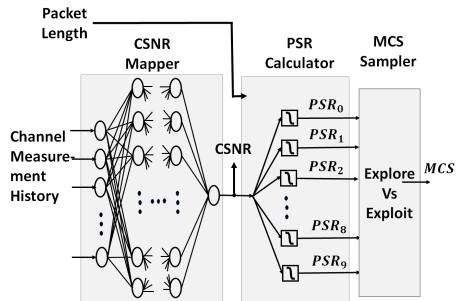 Packet
Length
CSNR
Mapper
PSR
Calculator
MCS
Sampler
Channel
Measure-
ment
History
CSNR
PSR₀
PSR₁
PSR₂
PSR₈
PSR₉
Explore
Vs
Exploit
MCS